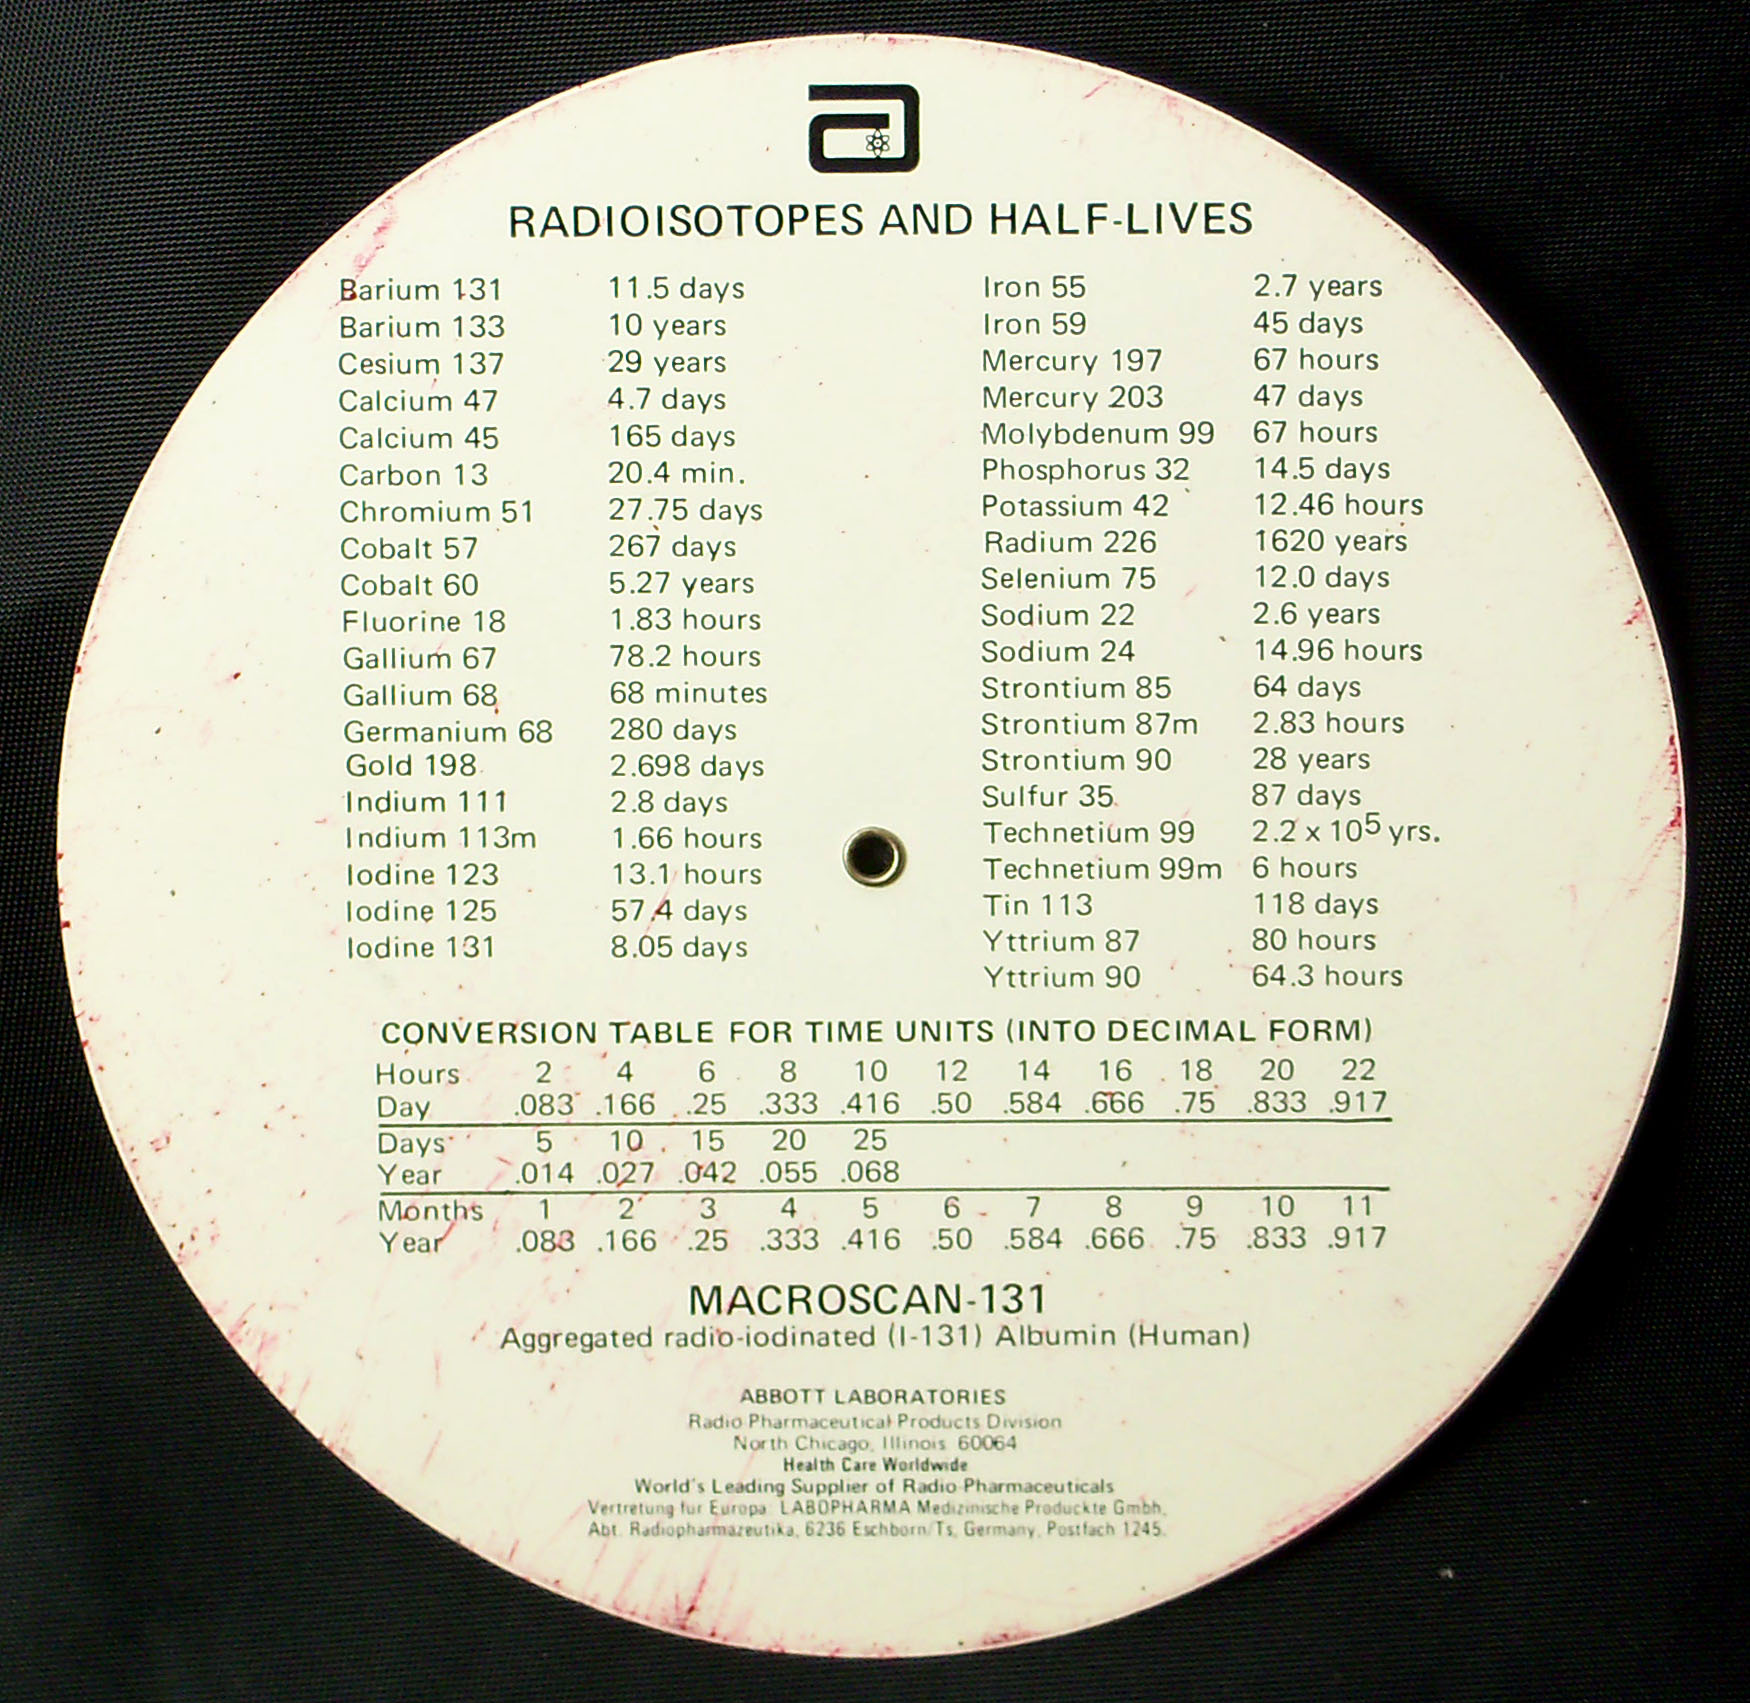 RADIOISOTOPES AND HALF-LIVES
Barium 131 11.5 days
Barium 133 10 years
Cesium 137 29 years
Calcium 47 4.7 days
Calcium 45 165 days
Carbon 13 20.4 min.
Chromium 51 27.75 days
Cobalt 57 267 days
Cobalt 60 5.27 years
Fluorine 18 1.83 hours
Gallium 67 78.2 hours
Gallium 68 68 minutes
Germanium 68 280 days
Gold 198 2.698 days
Indium 111 2.8 days
Indium 113m 1.66 hours
Iodine 123 13.1 hours
Iodine 125 57.4 days
Iodine 131 8.05 days
Iron 55 2.7 years
Iron 59 45 days
Mercury 197 67 hours
Mercury 203 47 days
Molybdenum 99 67 hours
Phosphorus 32 14.5 days
Potassium 42 12.46 hours
Radium 226 1620 years
Selenium 75 12.0 days
Sodium 22 2.6 years
Sodium 24 14.96 hours
Strontium 85 64 days
Strontium 87m 2.83 hours
Strontium 90 28 years
Sulfur 35 87 days
Technetium 99 2.2 x 10⁵ yrs.
Technetium 99m 6 hours
Tin 113 118 days
Yttrium 87 80 hours
Yttrium 90 64.3 hours
CONVERSION TABLE FOR TIME UNITS (INTO DECIMAL FORM)
Hours 2 4 6 8 10 12 14 16 18 20 22
Day .083 .166 .25 .333 .416 .50 .584 .666 .75 .833 .917
Days 5 10 15 20 25
Year .014 .027 .042 .055 .068
Months 1 2 3 4 5 6 7 8 9 10 11
Year .083 .166 .25 .333 .416 .50 .584 .666 .75 .833 .917
MACROSCAN-131
Aggregated radio-iodinated (I-131) Albumin (Human)
ABBOTT LABORATORIES
Radio Pharmaceutical Products Division
North Chicago, Illinois 60064
Health Care Worldwide
World's Leading Supplier of Radio-Pharmaceuticals
Vertretung für Europa: LABOPHARMA Medizinische Produckte Gmbh,
Abt. Radiopharmazeutika, 6236 Eschborn/Ts, Germany, Postfach 1245.